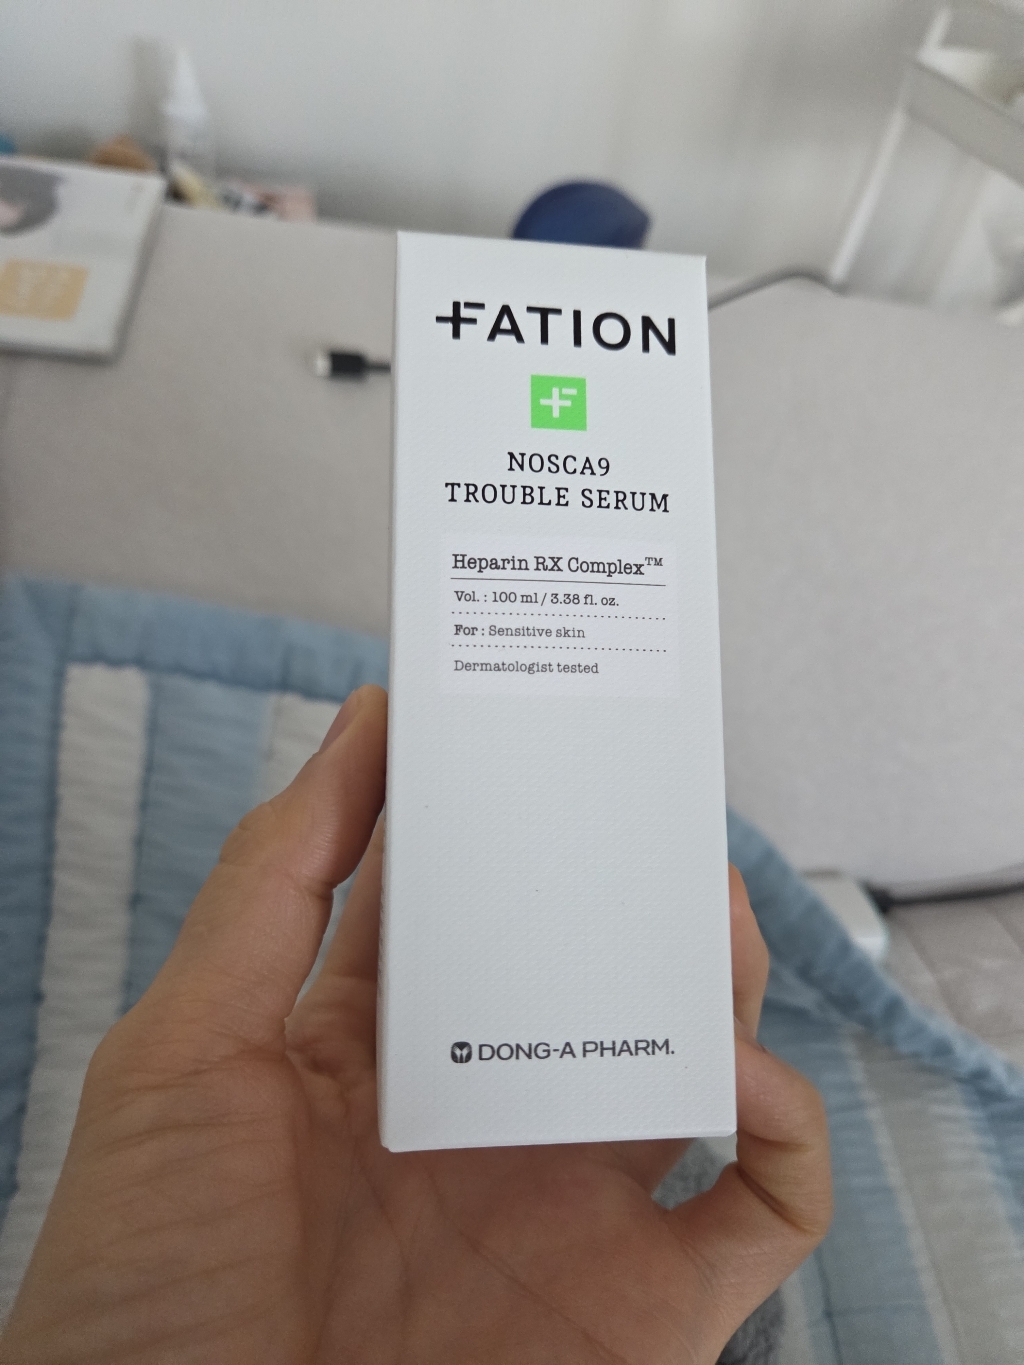 FATION
F
NOSCA9
TROUBLE SERUM
Heparin RX Complex™
Vol. : 100 ml / 3.38 fl. oz.
For : Sensitive skin
Dermatologist tested
DONG-A PHARM.